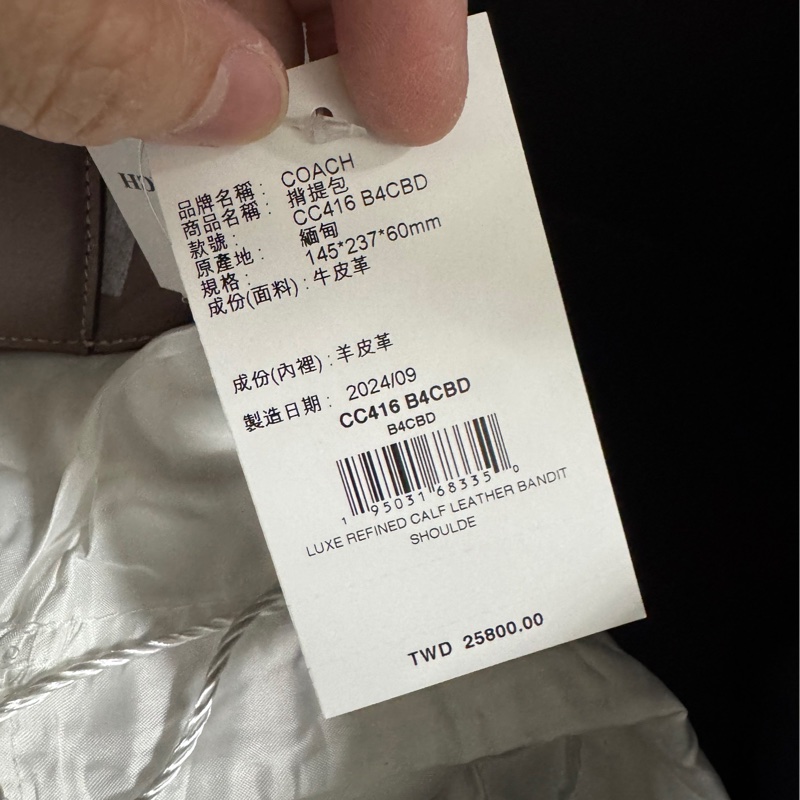 品牌名稱： COACH
商品名稱： 揹提包
款號： CC416 B4CBD
原產地： 緬甸
規格： 145*237*60mm
成份(面料)：牛皮革
成份(內裡)：羊皮革
製造日期： 2024/09
CC416 B4CBD
B4CBD
1 95031 68335 0
LUXE REFINED CALF LEATHER BANDIT
SHOULDE
TWD 25800.00